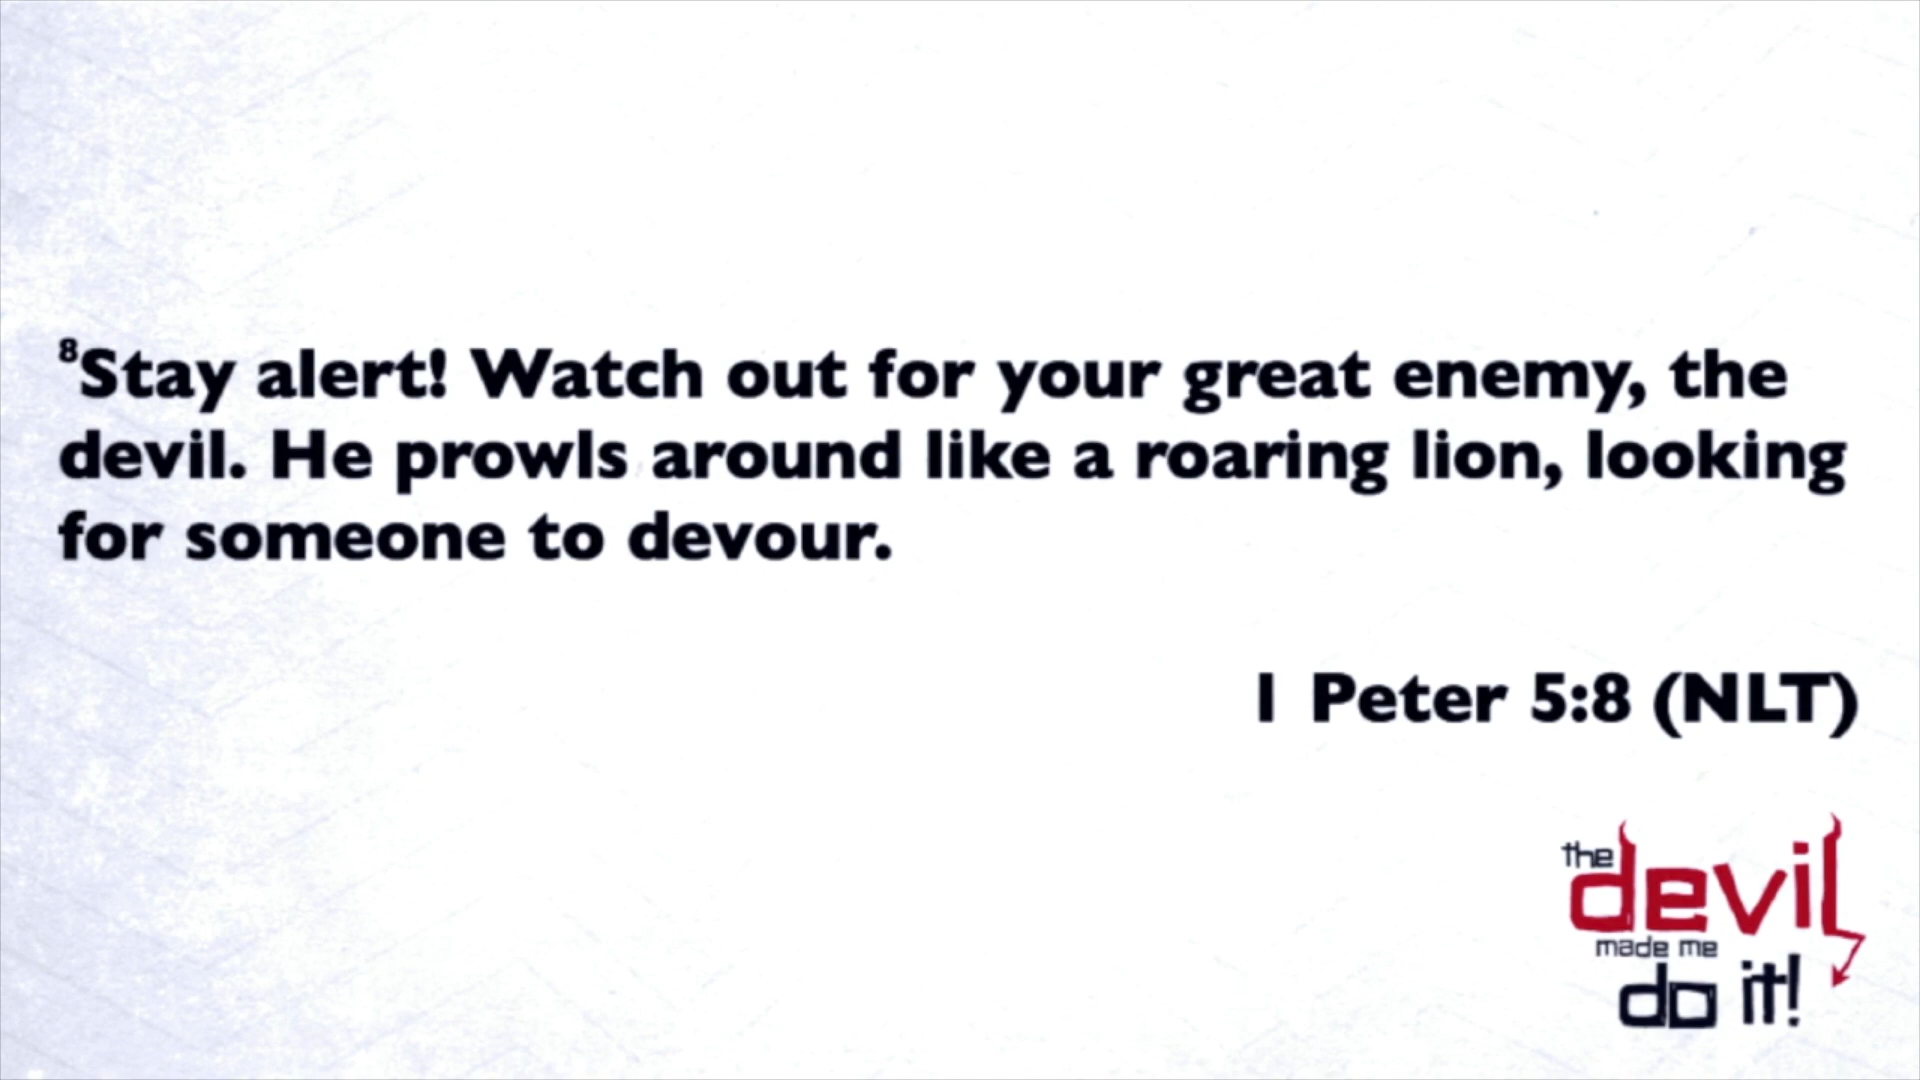 ⁸Stay alert! Watch out for your great enemy, the
devil. He prowls around like a roaring lion, looking
for someone to devour.
1 Peter 5:8 (NLT)
the
devil
made me
do it!